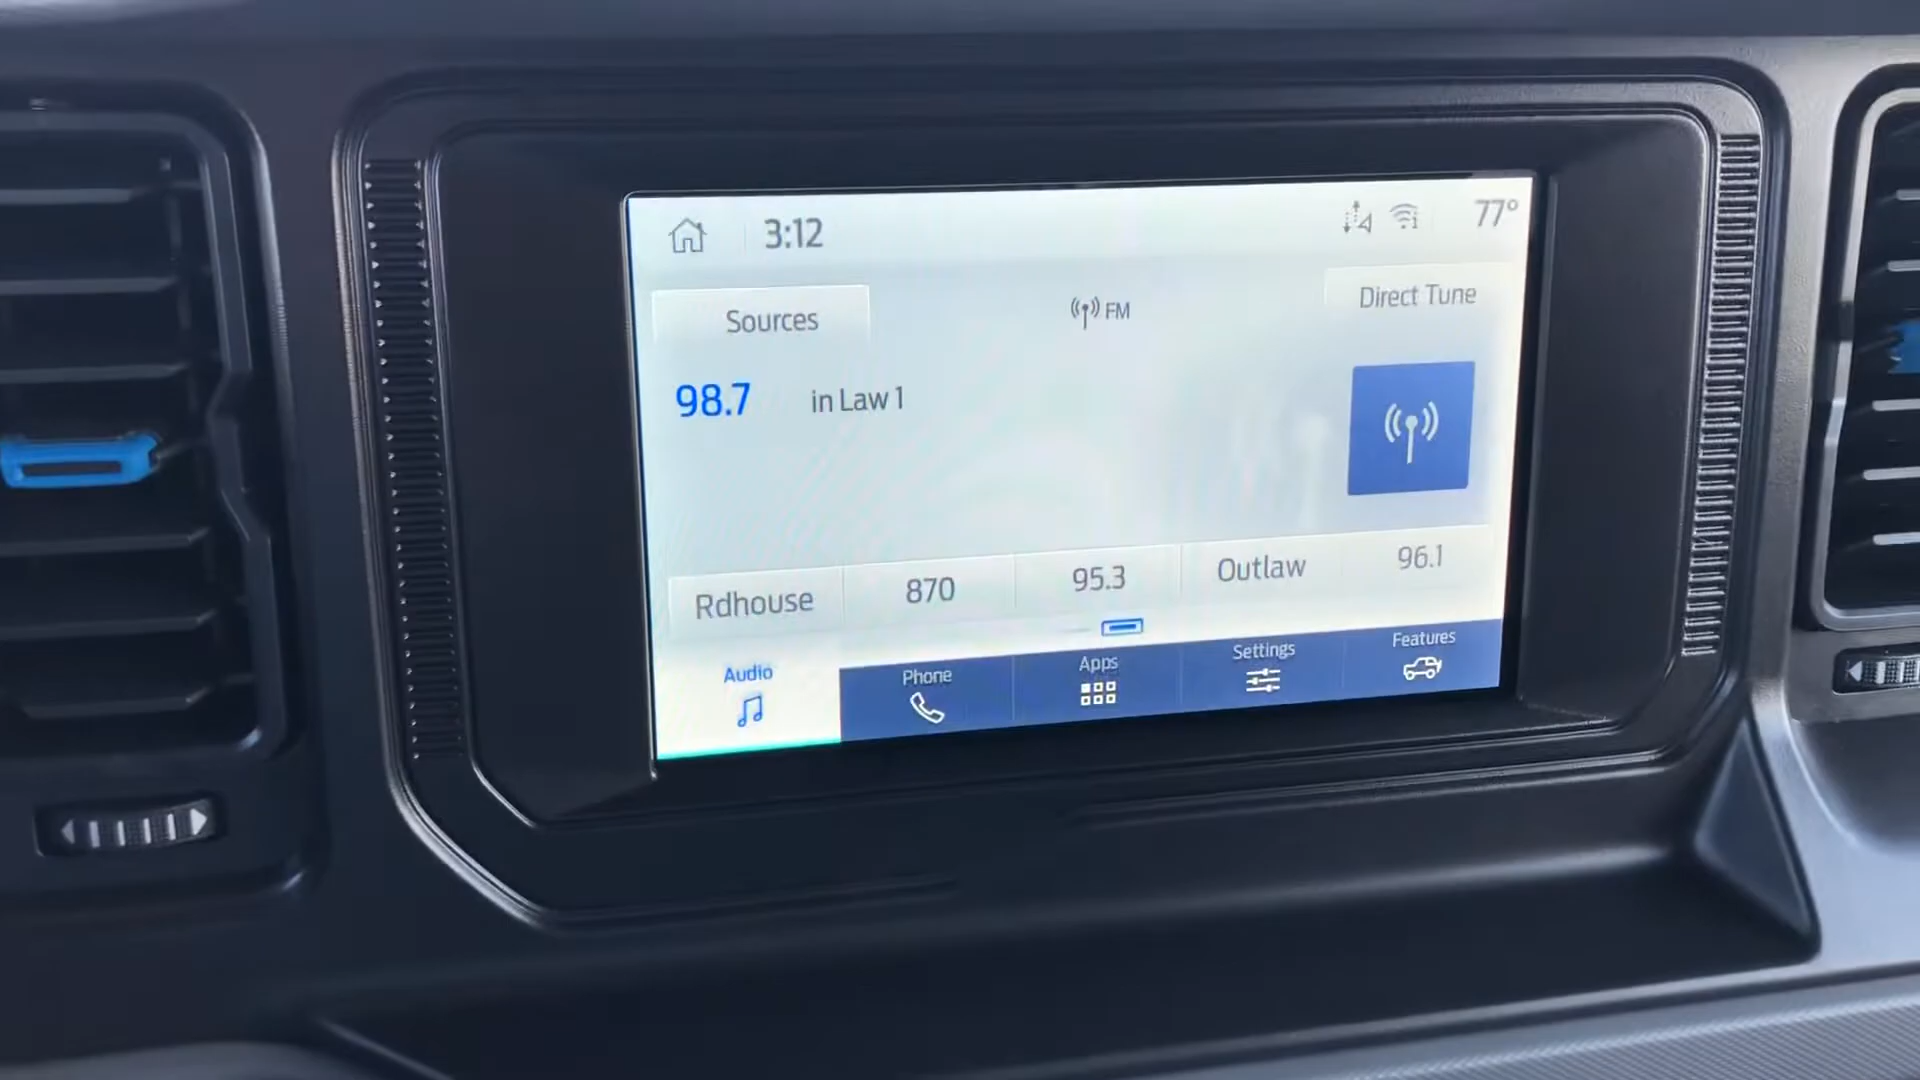 3:12
77°
Sources
FM
Direct Tune
98.7
in Law 1
Rdhouse
870
95.3
Outlaw
96.1
Audio
Phone
Apps
Settings
Features